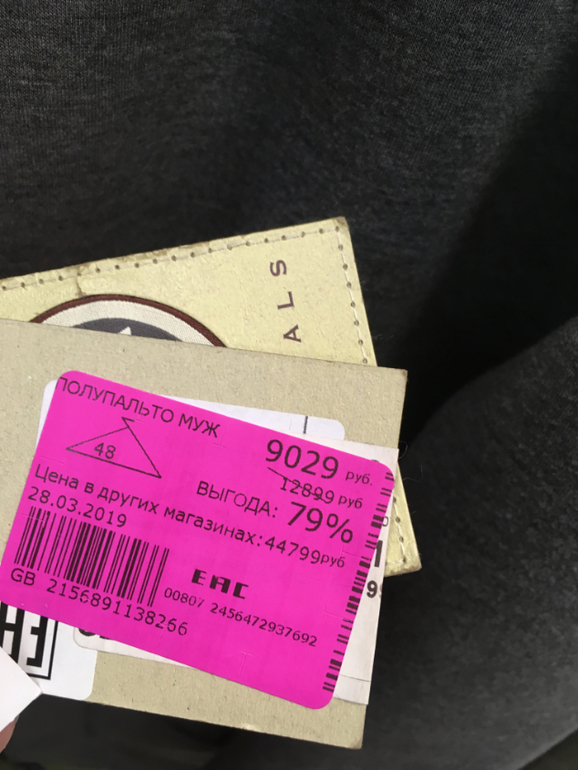 ALS
ПОЛУПАЛЬТО МУЖ
48
9029 руб.
12899 руб
ВЫГОДА: 79%
Цена в других магазинах: 44799руб
28.03.2019
EAC
GB 2156891138266
00807 2456472937692